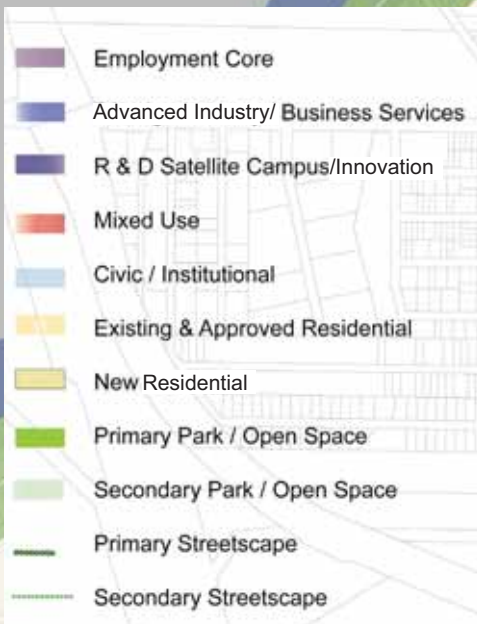 Employment Core
Advanced Industry/ Business Services
R & D Satellite Campus/Innovation
Mixed Use
Civic / Institutional
Existing & Approved Residential
New Residential
Primary Park / Open Space
Secondary Park / Open Space
Primary Streetscape
Secondary Streetscape